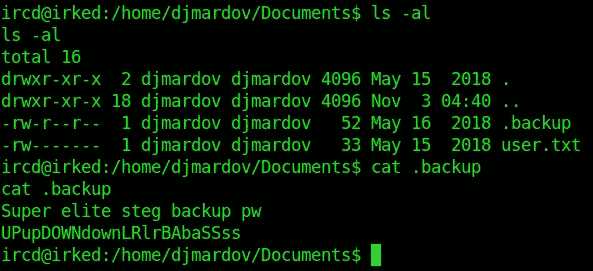 ircd@irked:/home/djmardov/Documents$ ls -al
ls -al
total 16
drwxr-xr-x  2 djmardov djmardov 4096 May 15  2018 .
drwxr-xr-x 18 djmardov djmardov 4096 Nov  3 04:40 ..
-rw-r--r--  1 djmardov djmardov   52 May 16  2018 .backup
-rw-------  1 djmardov djmardov   33 May 15  2018 user.txt
ircd@irked:/home/djmardov/Documents$ cat .backup
cat .backup
Super elite steg backup pw
UPupDOWNdownLRlrBAbaSSss
ircd@irked:/home/djmardov/Documents$